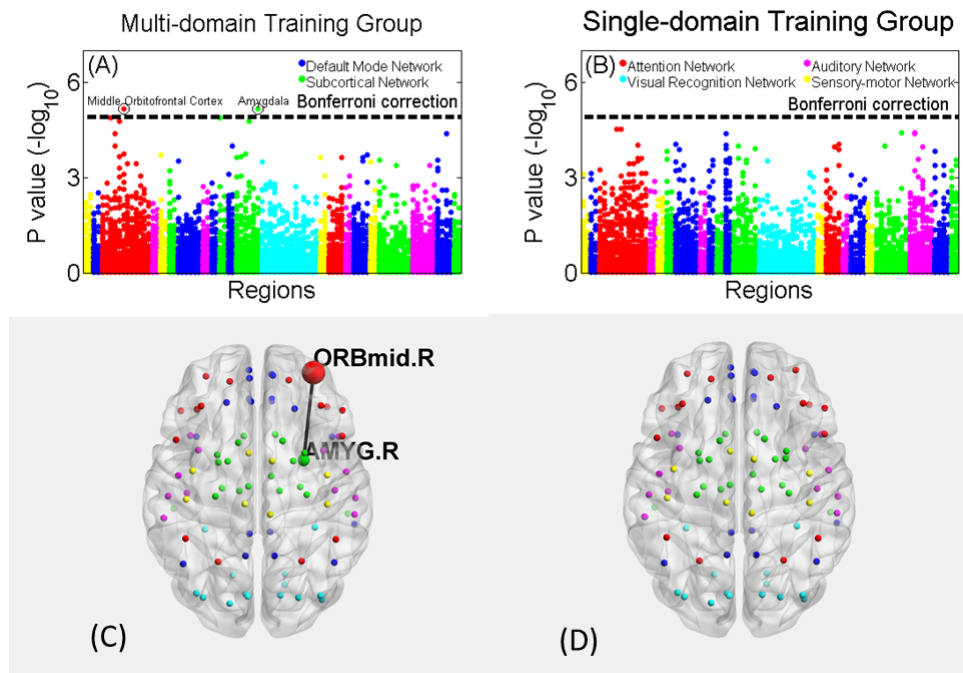 Multi-domain Training Group
Single-domain Training Group
(A)
Default Mode Network
Subcortical Network
Middle Orbitofrontal Cortex
Amygdala
Bonferroni correction
P value (-log10)
6
3
0
Regions
(B)
Attention Network
Auditory Network
Visual Recognition Network
Sensory-motor Network
Bonferroni correction
P value (-log10)
6
3
0
Regions
ORBmid.R
AMYG.R
(C)
(D)